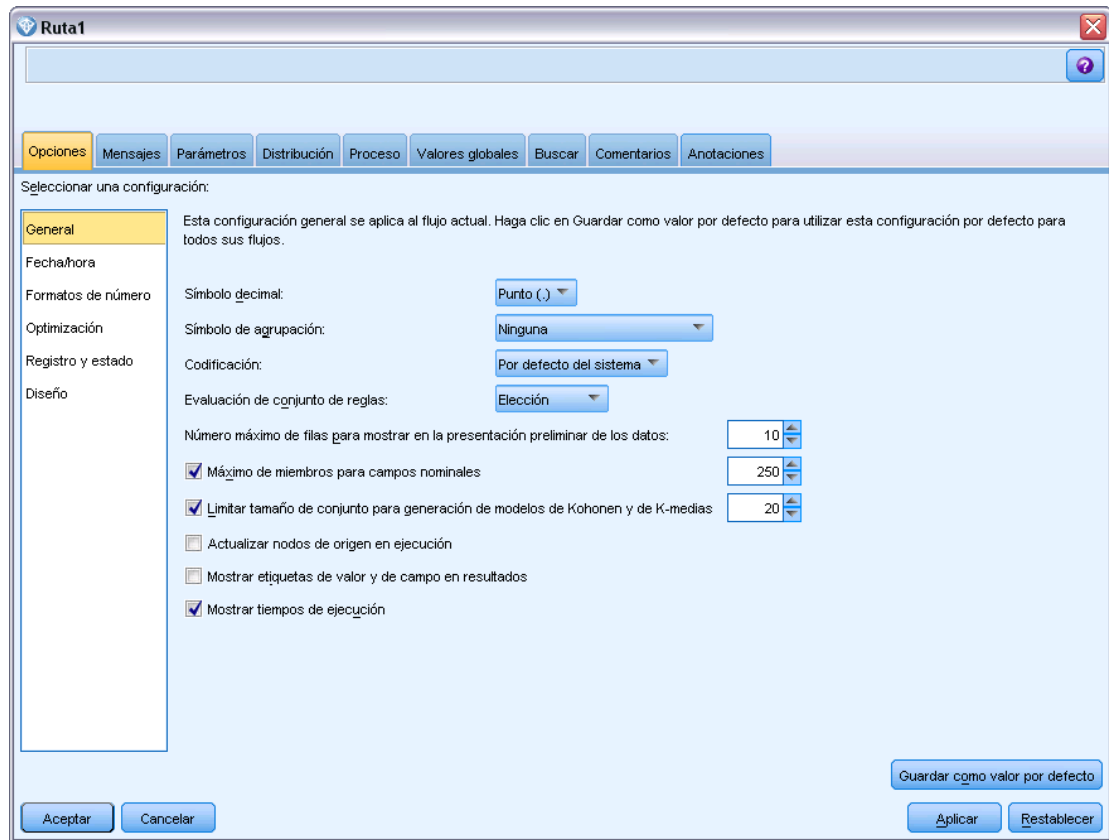 Ruta1
?
Opciones
Mensajes
Parámetros
Distribución
Proceso
Valores globales
Buscar
Comentarios
Anotaciones
Seleccionar una configuración:
General
Fecha/hora
Formatos de número
Optimización
Registro y estado
Diseño
Esta configuración general se aplica al flujo actual. Haga clic en Guardar como valor por defecto para utilizar esta configuración por defecto para
todos sus flujos.
Símbolo decimal: Punto (.)
Símbolo de agrupación: Ninguna
Codificación: Por defecto del sistema
Evaluación de conjunto de reglas: Elección
Número máximo de filas para mostrar en la presentación preliminar de los datos: 10
Máximo de miembros para campos nominales 250
Limitar tamaño de conjunto para generación de modelos de Kohonen y de K-medias 20
Actualizar nodos de origen en ejecución
Mostrar etiquetas de valor y de campo en resultados
Mostrar tiempos de ejecución
Guardar como valor por defecto
Aceptar
Cancelar
Aplicar
Restablecer